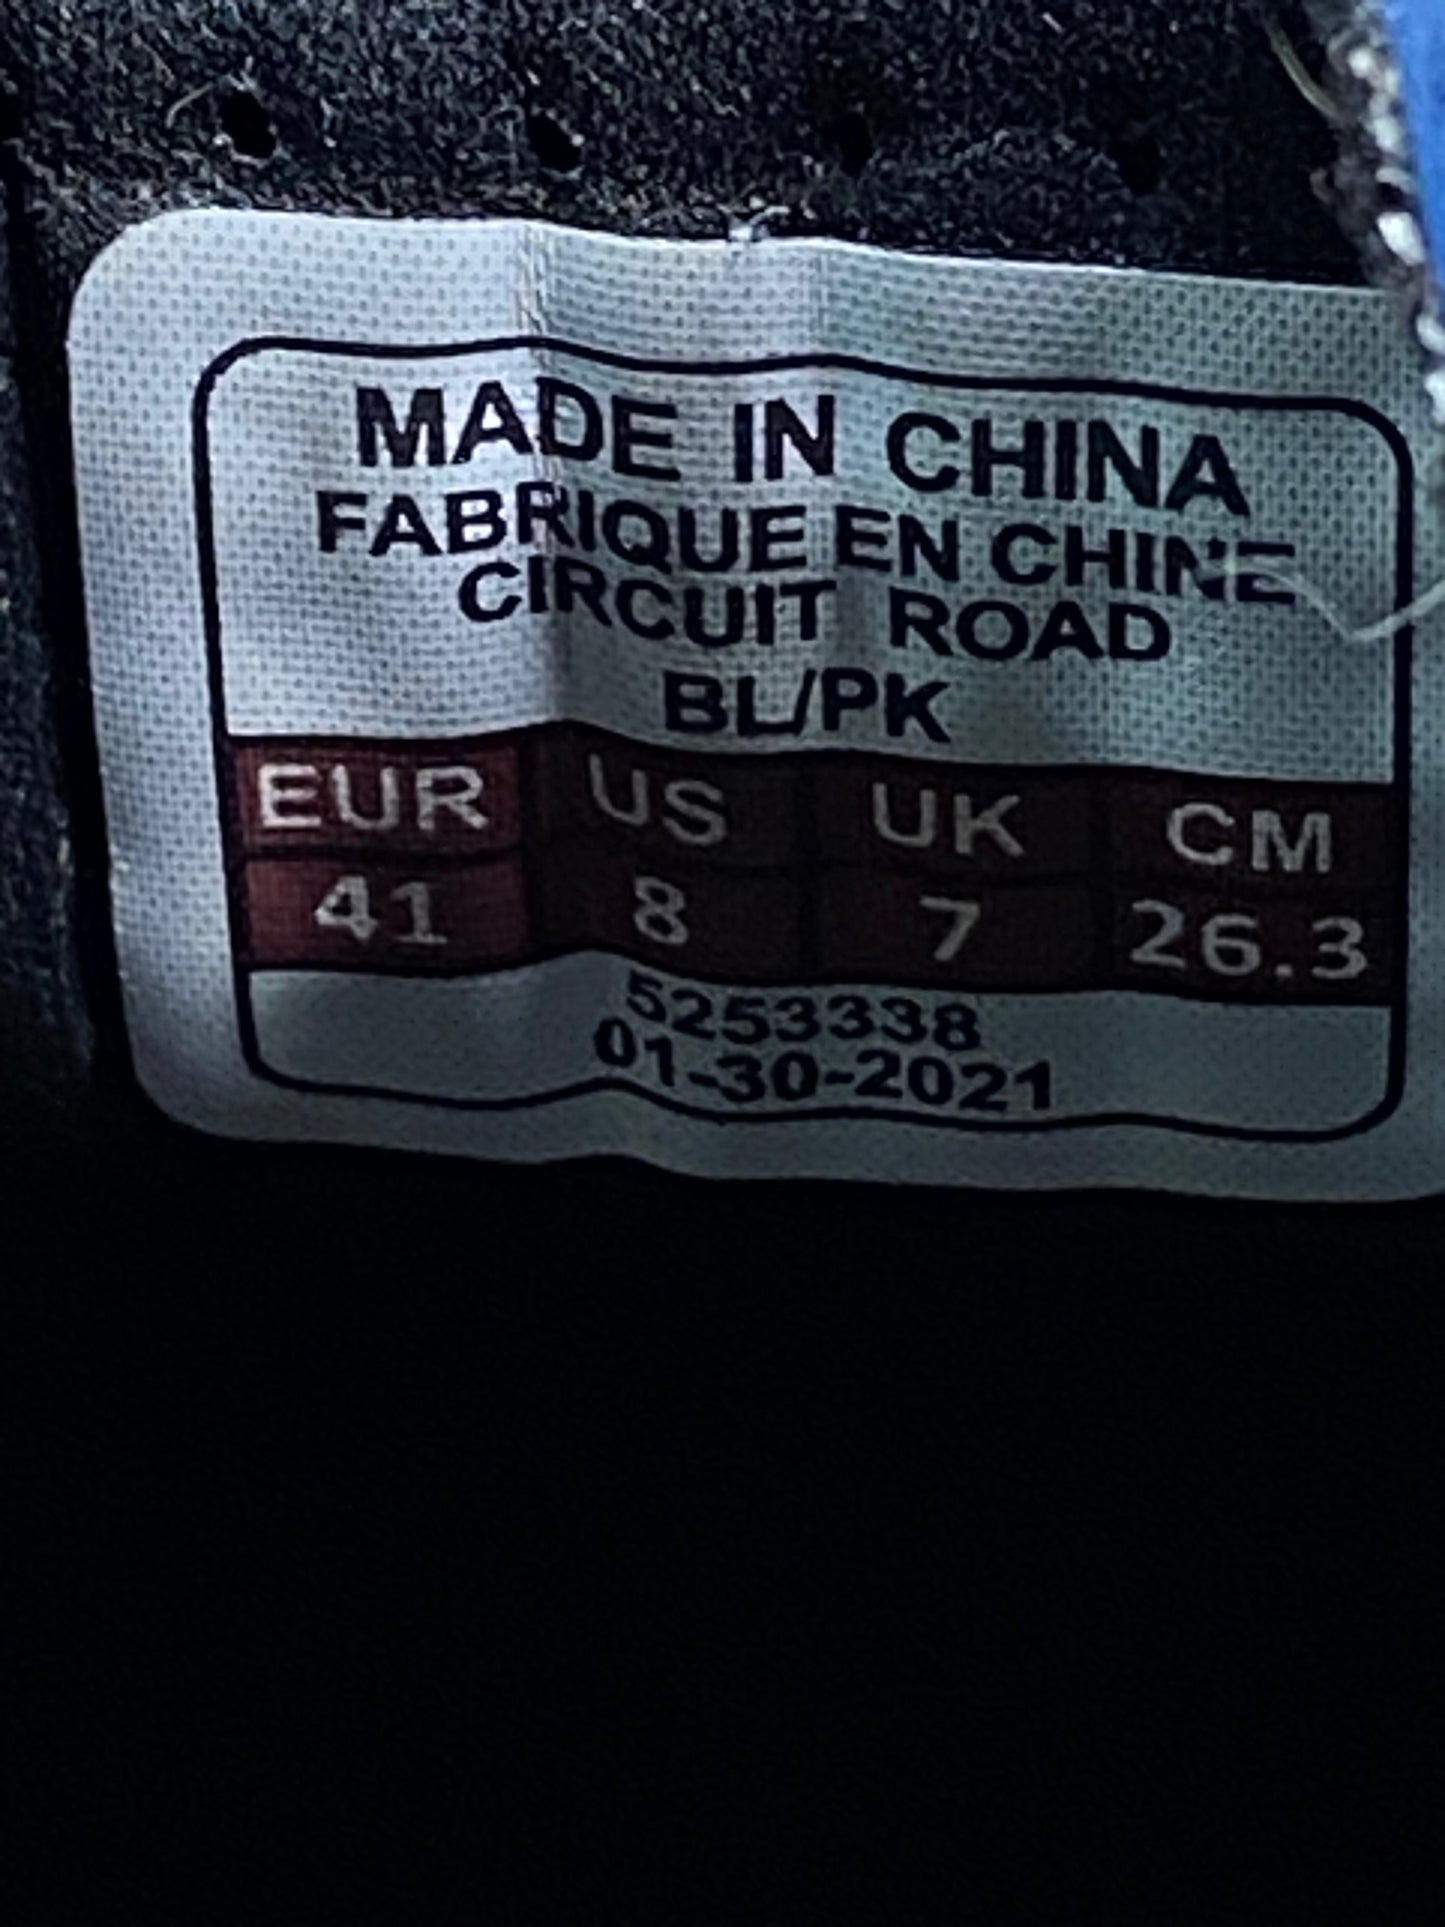 MADE IN CHINA
FABRIQUE EN CHINE
CIRCUIT ROAD
BL/PK
EUR US UK CM
41 8 7 26.3
5253338
01-30-2021